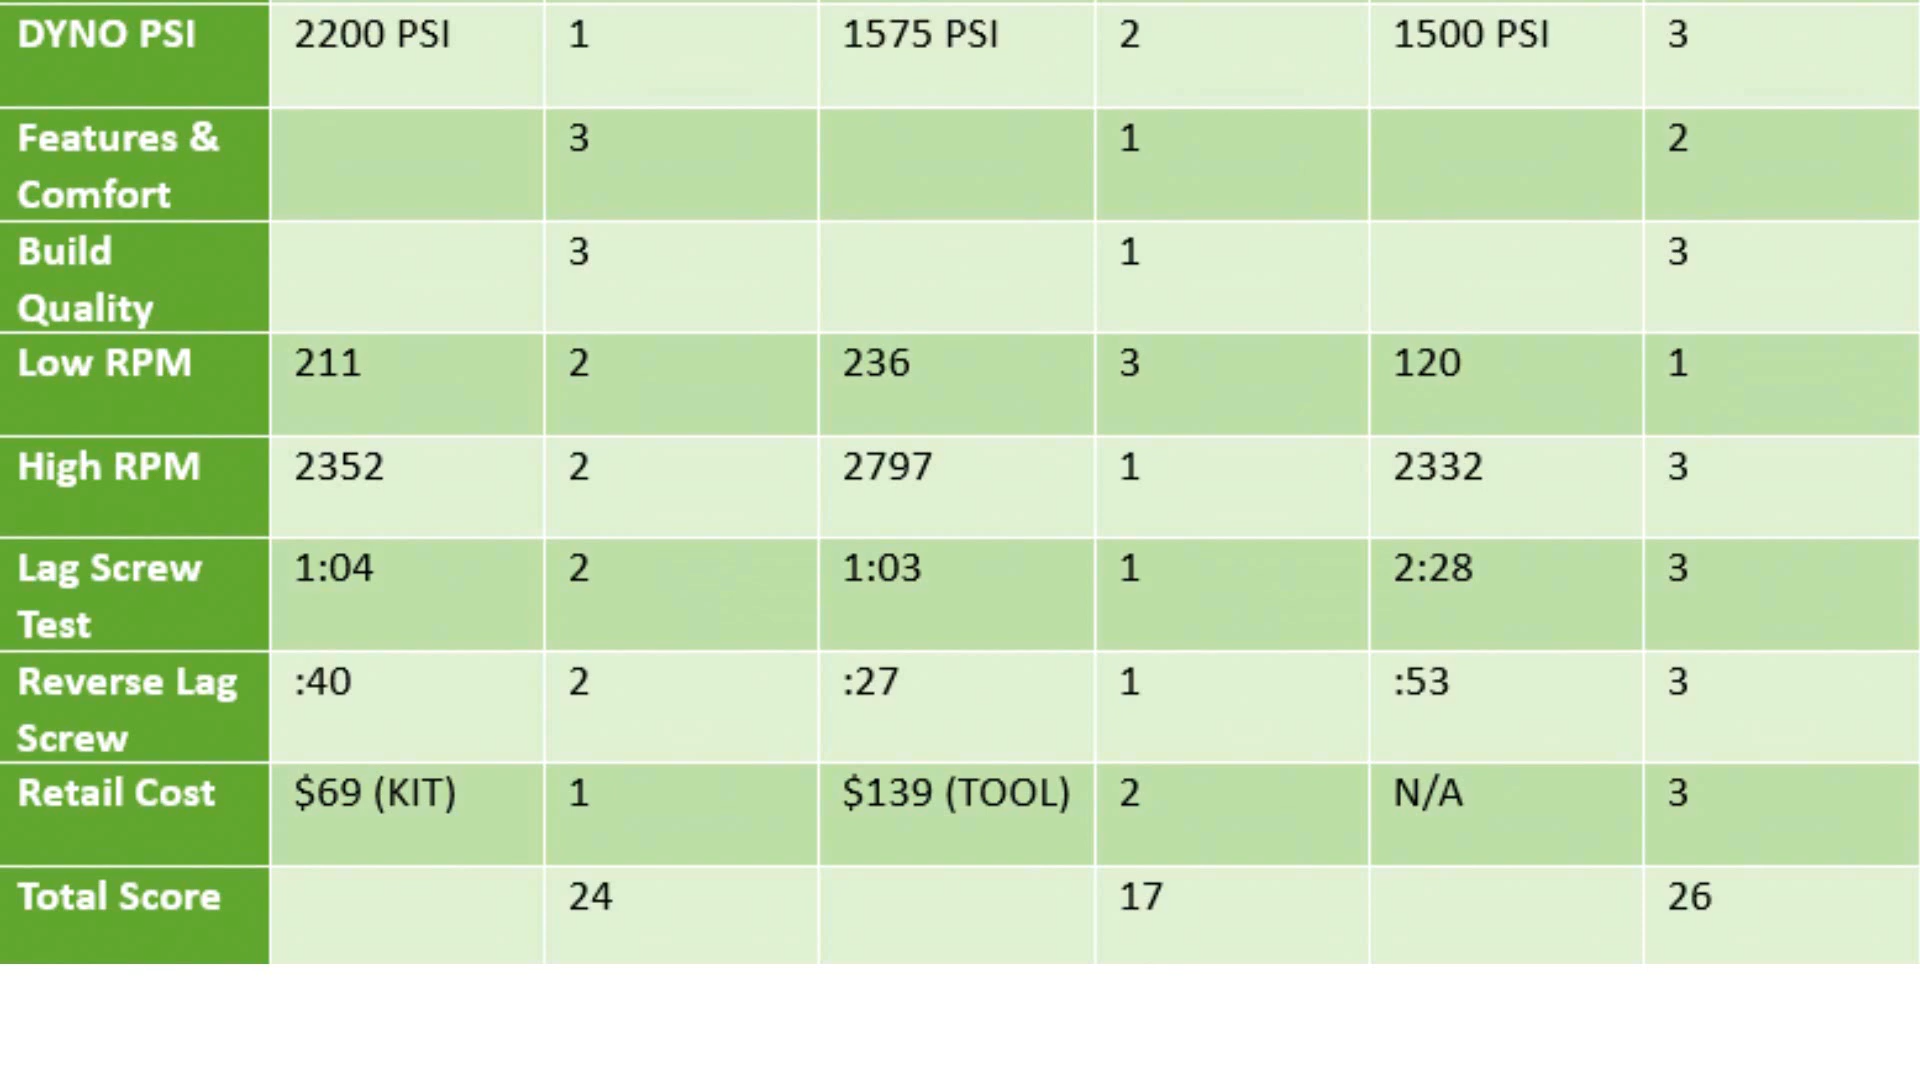 DYNO PSI 2200 PSI 1 1575 PSI 2 1500 PSI 3
Features & 3 1 2
Comfort
Build 3 1 3
Quality
Low RPM 211 2 236 3 120 1
High RPM 2352 2 2797 1 2332 3
Lag Screw 1:04 2 1:03 1 2:28 3
Test
Reverse Lag :40 2 :27 1 :53 3
Screw
Retail Cost $69 (KIT) 1 $139 (TOOL) 2 N/A 3
Total Score 24 17 26